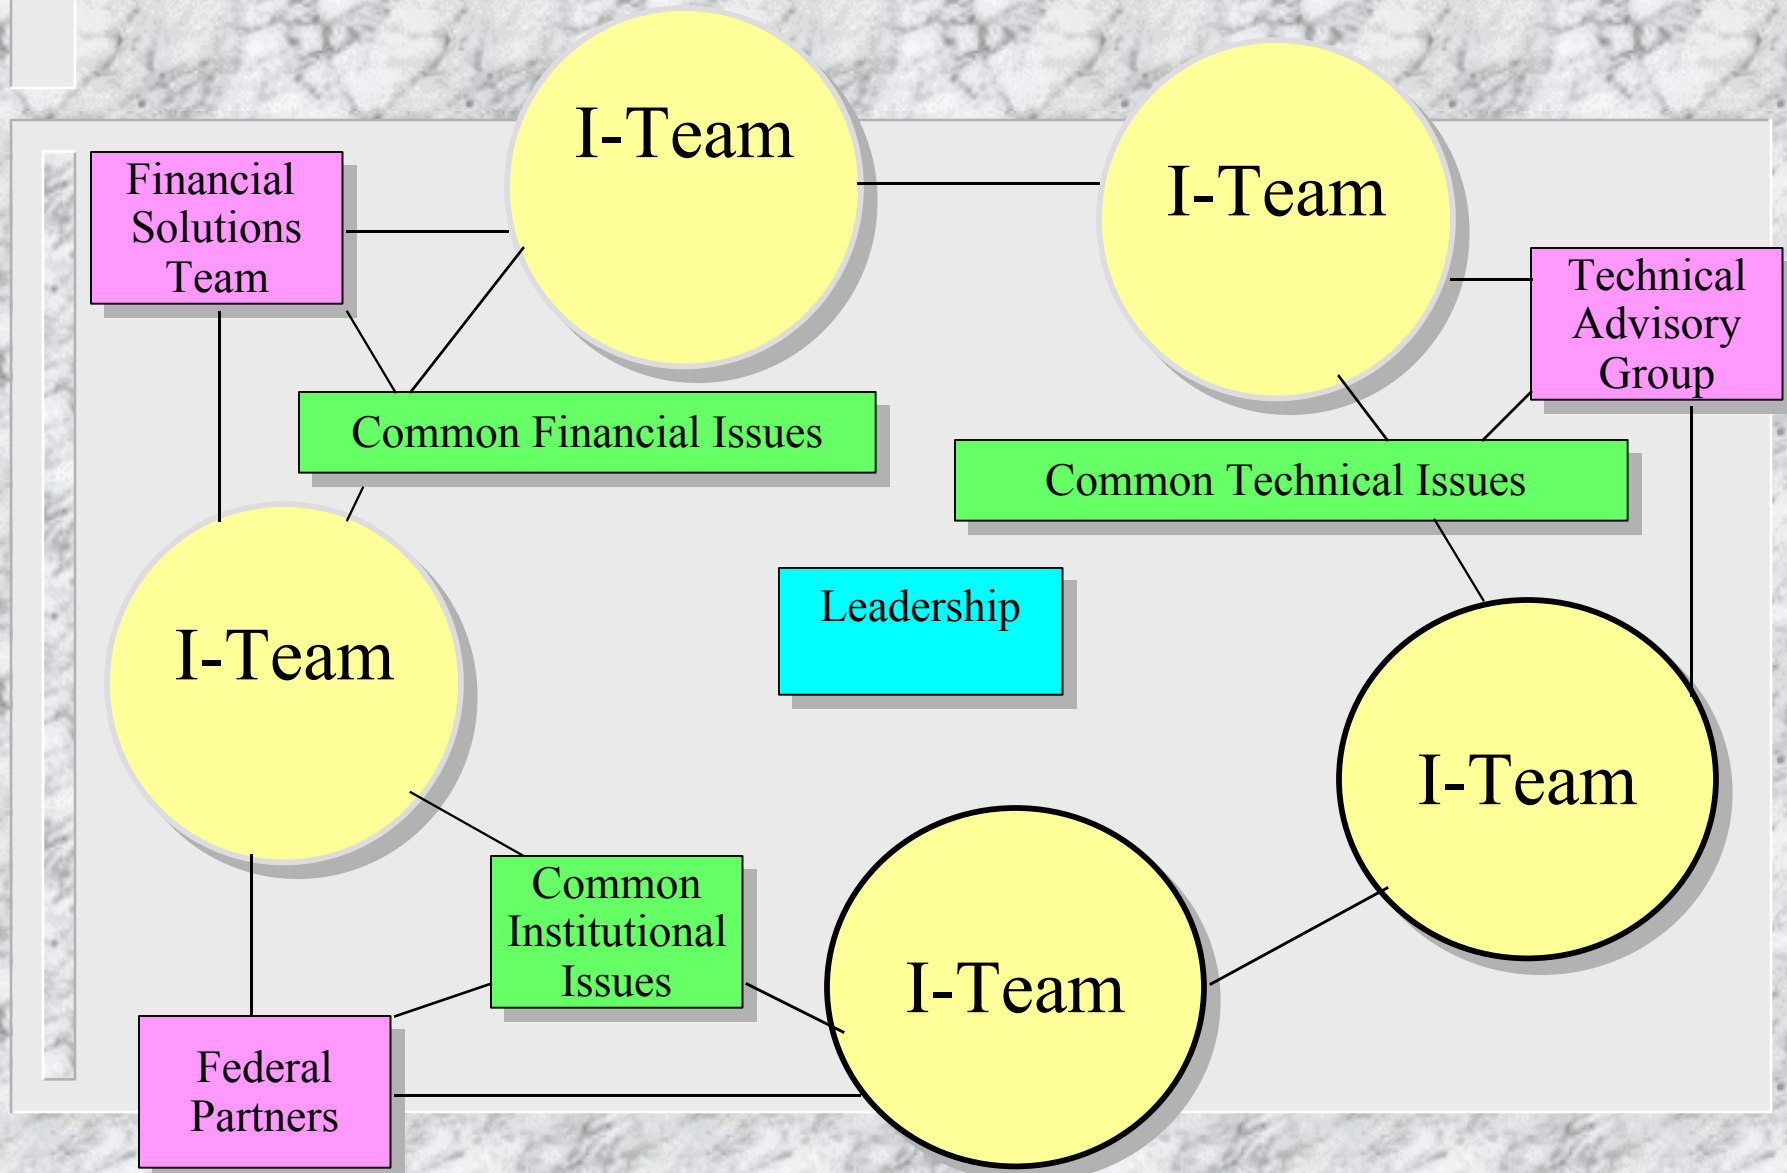 I-Team
I-Team
Financial
Solutions
Team
Technical
Advisory
Group
Common Financial Issues
Common Technical Issues
Leadership
I-Team
I-Team
Common
Institutional
Issues
I-Team
Federal
Partners